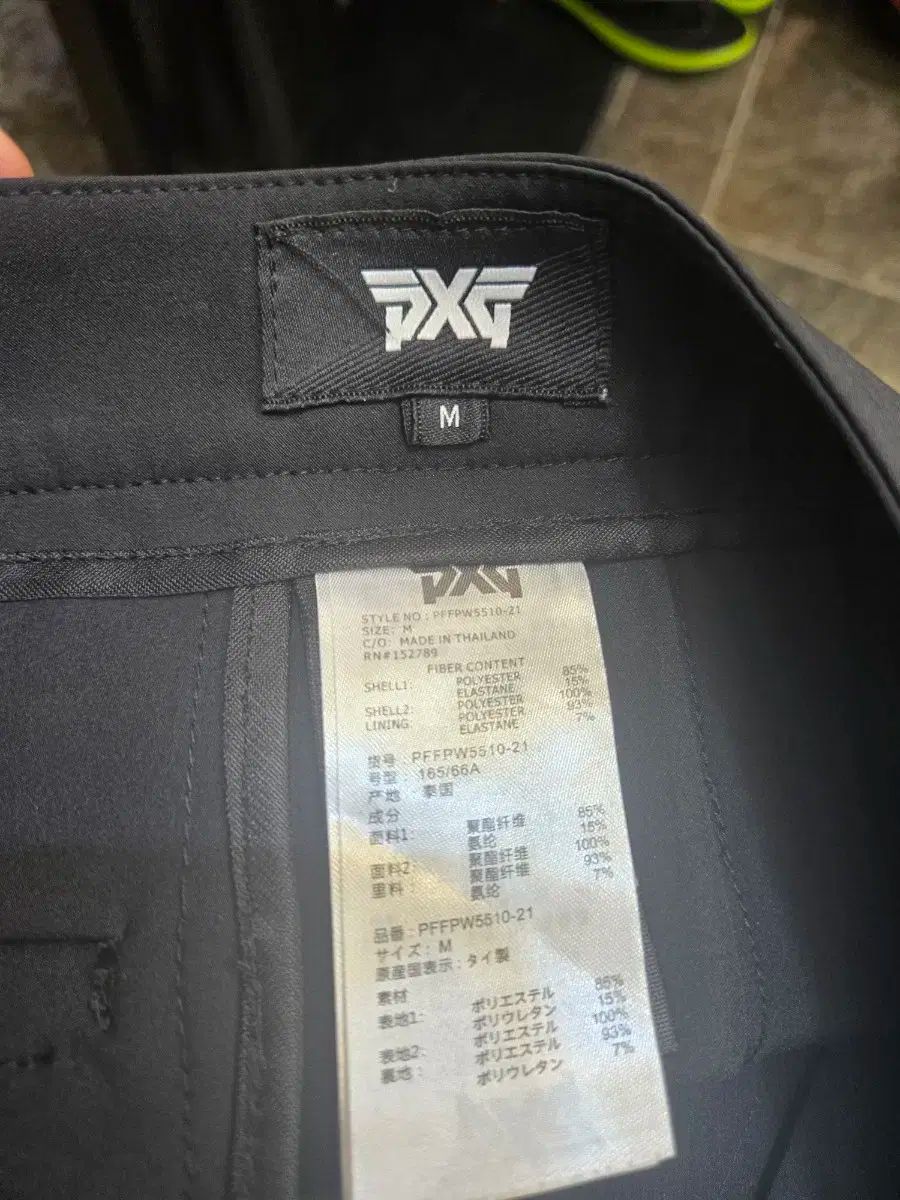 PXG
M
PXG
STYLE NO : PFFPW5510-21
SIZE: M
C/O: MADE IN THAILAND
RN#152789
FIBER CONTENT
SHELL1: POLYESTER 85%
ELASTANE 15%
SHELL2: POLYESTER 100%
LINING: POLYESTER 93%
ELASTANE 7%
货号 PFFPW5510-21
号型 165/66A
产地 泰国
成分
面料1: 聚酯纤维 85%
氨纶 15%
面料2: 聚酯纤维 100%
里料: 聚酯纤维 93%
氨纶 7%
品番 : PFFPW5510-21
サイズ : M
原産国表示 : タイ製
素材
表地1: ポリエステル 85%
ポリウレタン 15%
表地2: ポリエステル 100%
裏地 : ポリエステル 93%
ポリウレタン 7%